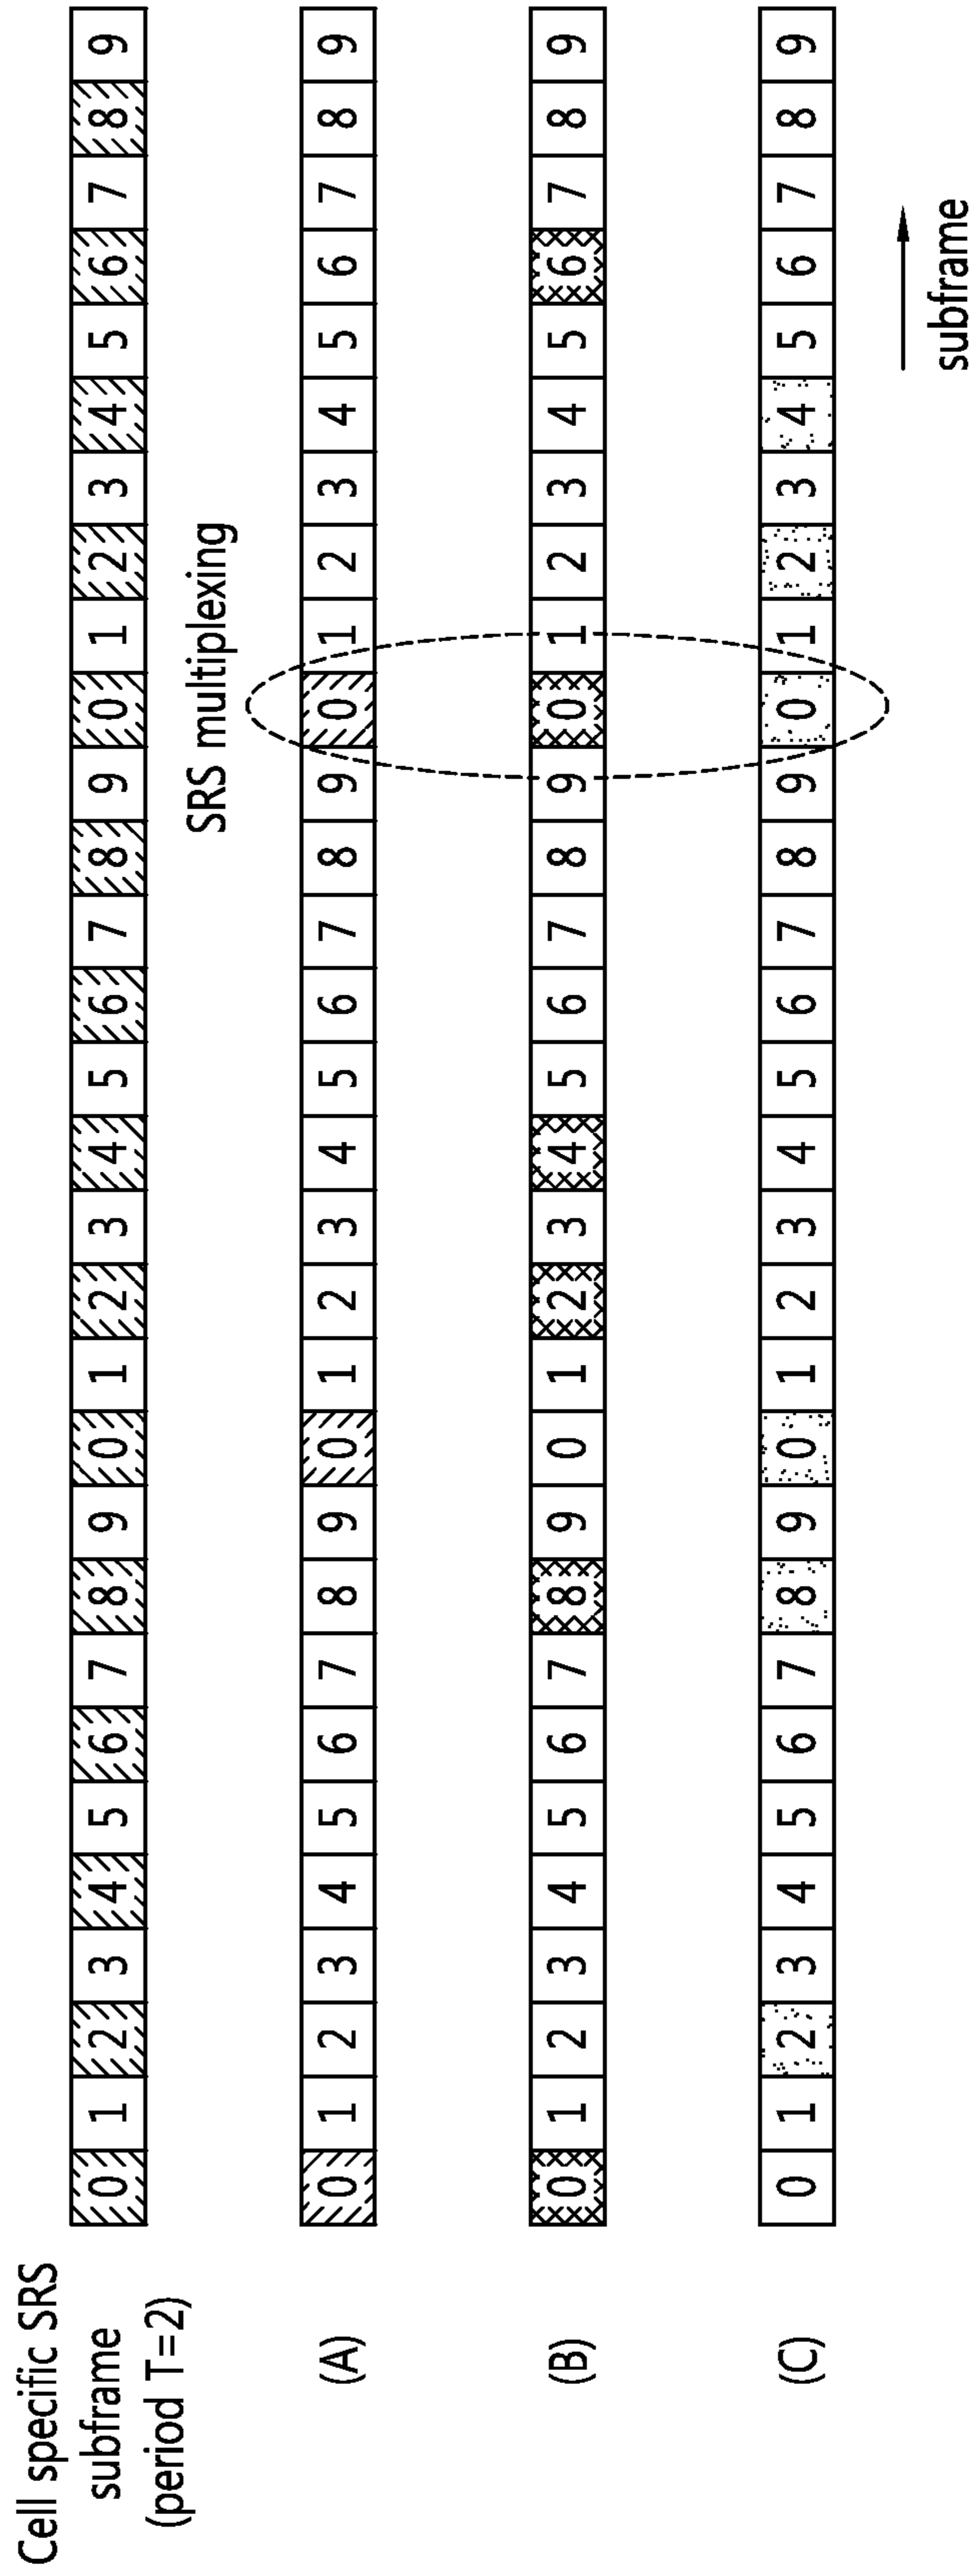 Cell specific SRS
subframe
(period T=2)
0 1 2 3 4 5 6 7 8 9 0 1 2 3 4 5 6 7 8 9 0 1 2 3 4 5 6 7 8 9
SRS multiplexing
(A)
0 1 2 3 4 5 6 7 8 9 0 1 2 3 4 5 6 7 8 9 0 1 2 3 4 5 6 7 8 9
(B)
0 1 2 3 4 5 6 7 8 9 0 1 2 3 4 5 6 7 8 9 0 1 2 3 4 5 6 7 8 9
(C)
0 1 2 3 4 5 6 7 8 9 0 1 2 3 4 5 6 7 8 9 0 1 2 3 4 5 6 7 8 9
subframe